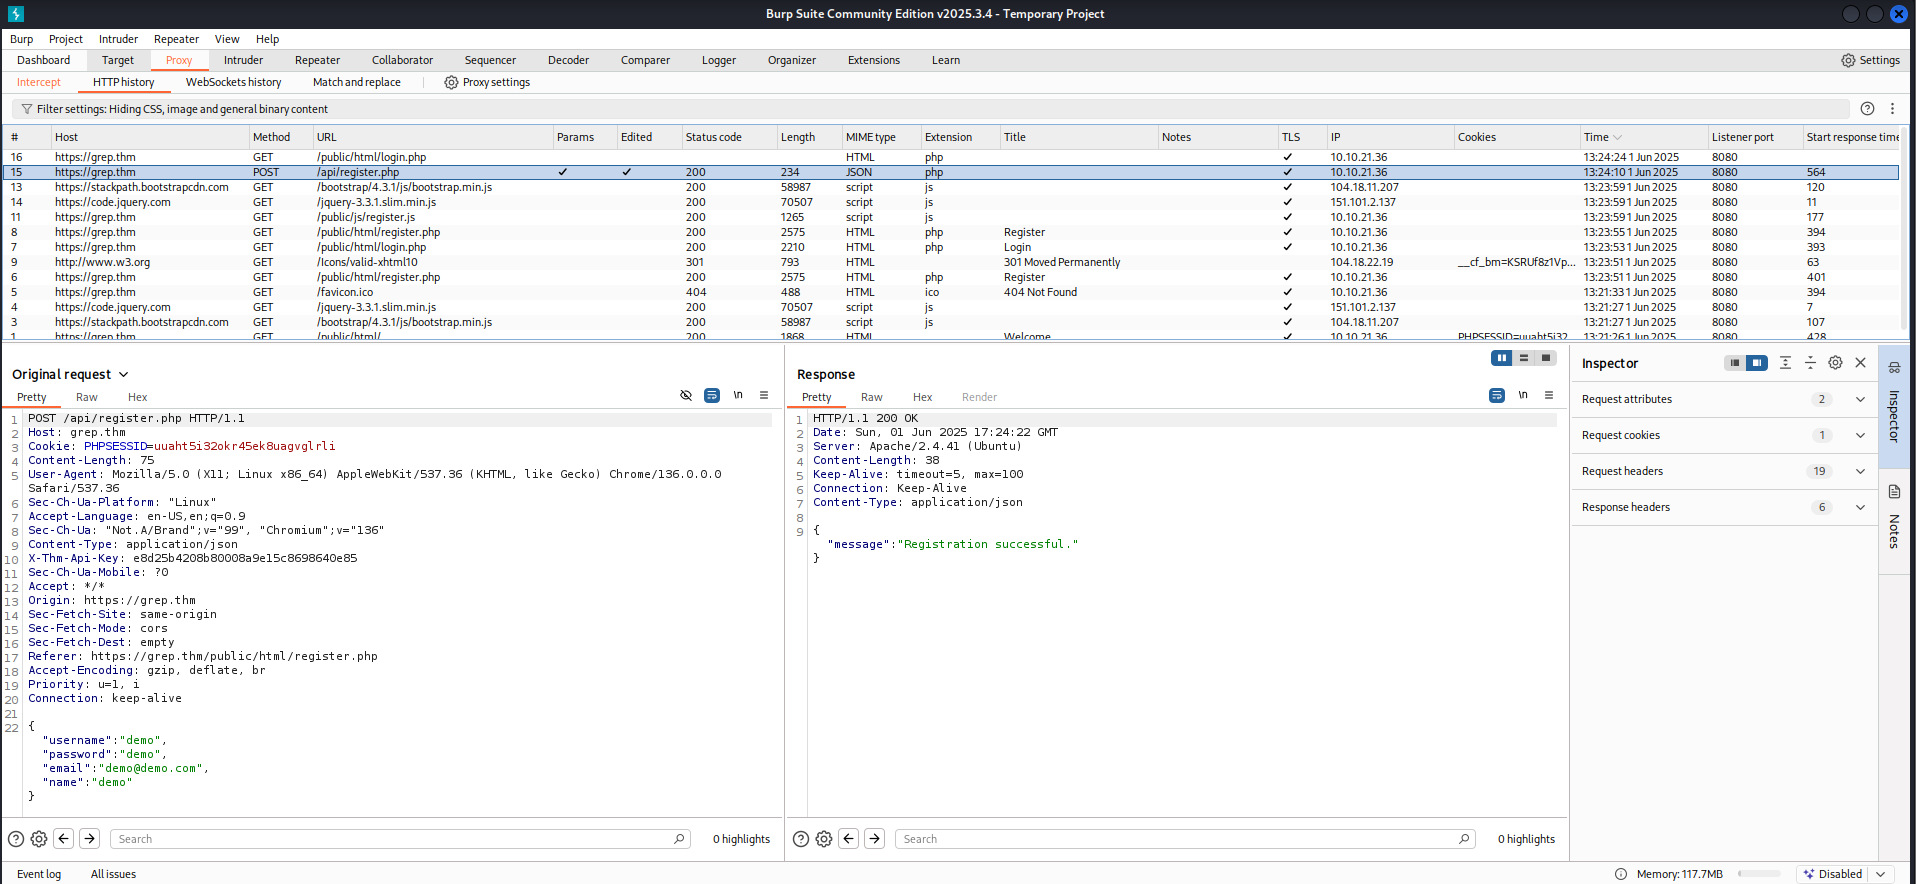 Burp Suite Community Edition v2025.3.4 - Temporary Project
Burp Project Intruder Repeater View Help
Dashboard Target Proxy Intruder Repeater Collaborator Sequencer Decoder Comparer Logger Organizer Extensions Learn Settings
Intercept HTTP history WebSockets history Match and replace Proxy settings
Filter settings: Hiding CSS, image and general binary content
# Host Method URL Params Edited Status code Length MIME type Extension Title Notes TLS IP Cookies Time Listener port Start response time
16 https://grep.thm GET /public/html/login.php HTML php ✓ 10.10.21.36 13:24:24 1 Jun 2025 8080
15 https://grep.thm POST /api/register.php ✓ ✓ 200 234 JSON php ✓ 10.10.21.36 13:24:10 1 Jun 2025 8080 564
13 https://stackpath.bootstrapcdn.com GET /bootstrap/4.3.1/js/bootstrap.min.js 200 58987 script js ✓ 104.18.11.207 13:23:59 1 Jun 2025 8080 120
14 https://code.jquery.com GET /jquery-3.3.1.slim.min.js 200 70507 script js ✓ 151.101.2.137 13:23:59 1 Jun 2025 8080 11
11 https://grep.thm GET /public/js/register.js 200 1265 script js ✓ 10.10.21.36 13:23:59 1 Jun 2025 8080 177
8 https://grep.thm GET /public/html/register.php 200 2575 HTML php Register ✓ 10.10.21.36 13:23:55 1 Jun 2025 8080 394
7 https://grep.thm GET /public/html/login.php 200 2210 HTML php Login ✓ 10.10.21.36 13:23:53 1 Jun 2025 8080 393
9 http://www.w3.org GET /Icons/valid-xhtml10 301 793 HTML 301 Moved Permanently 104.18.22.19 __cf_bm=KSRUf8z1Vp... 13:23:51 1 Jun 2025 8080 63
6 https://grep.thm GET /public/html/register.php 200 2575 HTML php Register ✓ 10.10.21.36 13:23:51 1 Jun 2025 8080 401
5 https://grep.thm GET /favicon.ico 404 488 HTML ico 404 Not Found ✓ 10.10.21.36 13:21:33 1 Jun 2025 8080 394
4 https://code.jquery.com GET /jquery-3.3.1.slim.min.js 200 70507 script js ✓ 151.101.2.137 13:21:27 1 Jun 2025 8080 7
3 https://stackpath.bootstrapcdn.com GET /bootstrap/4.3.1/js/bootstrap.min.js 200 58987 script js ✓ 104.18.11.207 13:21:27 1 Jun 2025 8080 107
1 https://grep.thm GET /public/html/ 200 1868 HTML Welcome ✓ 10.10.21.36 PHPSESSID=uuaht5i32 13:21:26 1 Jun 2025 8080 428
Original request
Pretty Raw Hex \n
1 POST /api/register.php HTTP/1.1
2 Host: grep.thm
3 Cookie: PHPSESSID=uuaht5i32okr45ek8uagvglrli
4 Content-Length: 75
5 User-Agent: Mozilla/5.0 (X11; Linux x86_64) AppleWebKit/537.36 (KHTML, like Gecko) Chrome/136.0.0.0
Safari/537.36
6 Sec-Ch-Ua-Platform: "Linux"
7 Accept-Language: en-US,en;q=0.9
8 Sec-Ch-Ua: "Not.A/Brand";v="99", "Chromium";v="136"
9 Content-Type: application/json
10 X-Thm-Api-Key: e8d25b4208b80008a9e15c8698640e85
11 Sec-Ch-Ua-Mobile: ?0
12 Accept: */*
13 Origin: https://grep.thm
14 Sec-Fetch-Site: same-origin
15 Sec-Fetch-Mode: cors
16 Sec-Fetch-Dest: empty
17 Referer: https://grep.thm/public/html/register.php
18 Accept-Encoding: gzip, deflate, br
19 Priority: u=1, i
20 Connection: keep-alive
21
22 {
"username":"demo",
"password":"demo",
"email":"demo@demo.com",
"name":"demo"
}
Search 0 highlights
Response
Pretty Raw Hex Render \n
1 HTTP/1.1 200 OK
2 Date: Sun, 01 Jun 2025 17:24:22 GMT
3 Server: Apache/2.4.41 (Ubuntu)
4 Content-Length: 38
5 Keep-Alive: timeout=5, max=100
6 Connection: Keep-Alive
7 Content-Type: application/json
8
9 {
"message":"Registration successful."
}
Search 0 highlights
Inspector
Request attributes 2
Request cookies 1
Request headers 19
Response headers 6
Inspector
Notes
Event log All issues Memory: 117.7MB Disabled